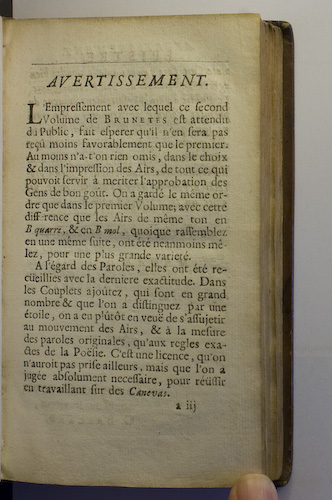 AVERTISSEMENT.
L'Empressement avec lequel ce second
Volume de BRUNETES est attendu
du Public, fait esperer qu'il n'en sera pas
reçû moins favorablement que le premier.
Au moins n'a-t'on rien omis, dans le choix
& dans l'impression des Airs, de tout ce qui
pouvoit servir à meriter l'approbation des
Gens de bon goût. On a gardé le même or-
dre que dans le premier Volume; avec cette
difference que les Airs de même ton en
B quarre, & en B mol, quoique rassemblez
en une même suite, ont été neanmoins mê-
lez, pour une plus grande varieté.
A l'égard des Paroles, elles ont été re-
cueillies avec la derniere exactitude. Dans
les Couplets ajoûtez, qui sont en grand
nombre & que l'on a distinguez par une
étoile, on a eu plûtôt en veuë de s'assujetir
au mouvement des Airs, & à la mesure
des paroles originales, qu'aux regles exa-
ctes de la Poësie. C'est une licence, qu'on
n'auroit pas prise ailleurs, mais que l'on a
jugée absolument necessaire, pour réüssir
en travaillant sur des Canevas.
a iij